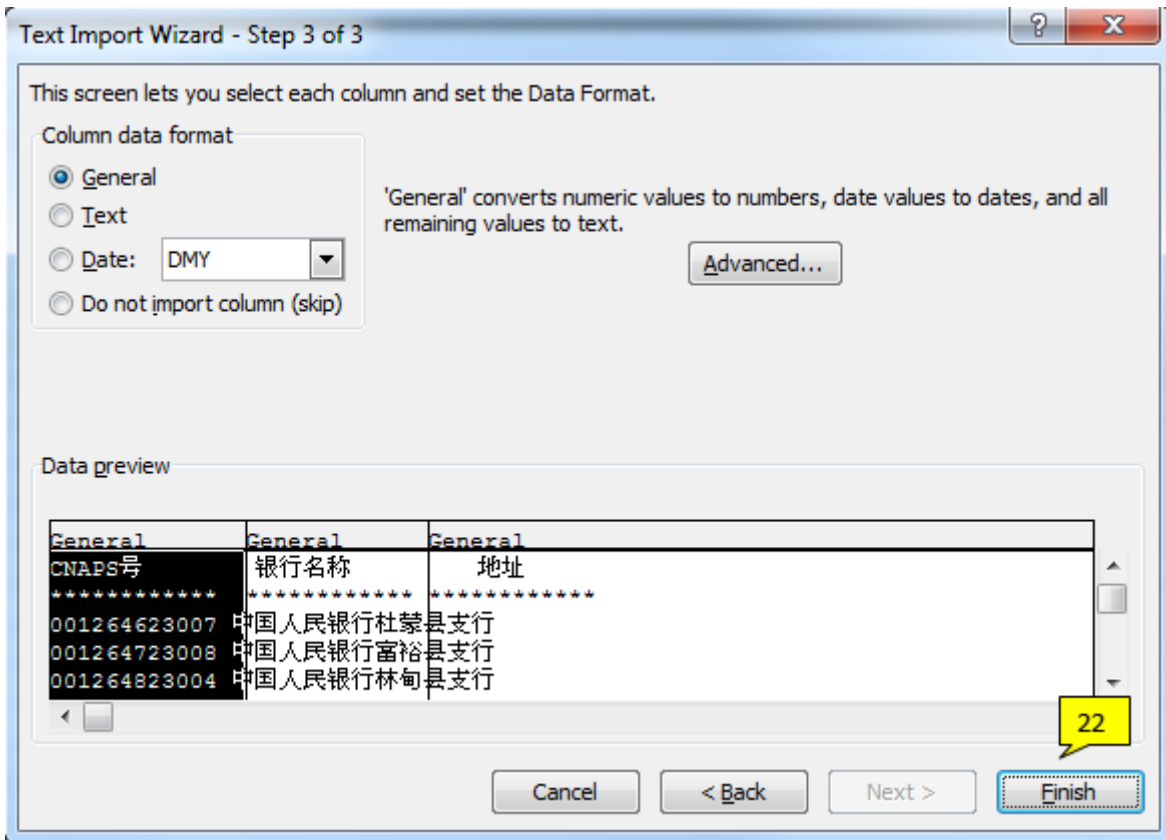 Text Import Wizard - Step 3 of 3
This screen lets you select each column and set the Data Format.
Column data format
General
Text
Date: DMY
Do not import column (skip)
'General' converts numeric values to numbers, date values to dates, and all
remaining values to text.
Advanced...
Data preview
General General General
CNAPS号 银行名称 地址
************ ************ ************
001264623007 中国人民银行杜蒙县支行
001264723008 中国人民银行富裕县支行
001264823004 中国人民银行林甸县支行
22
Cancel < Back Next > Finish